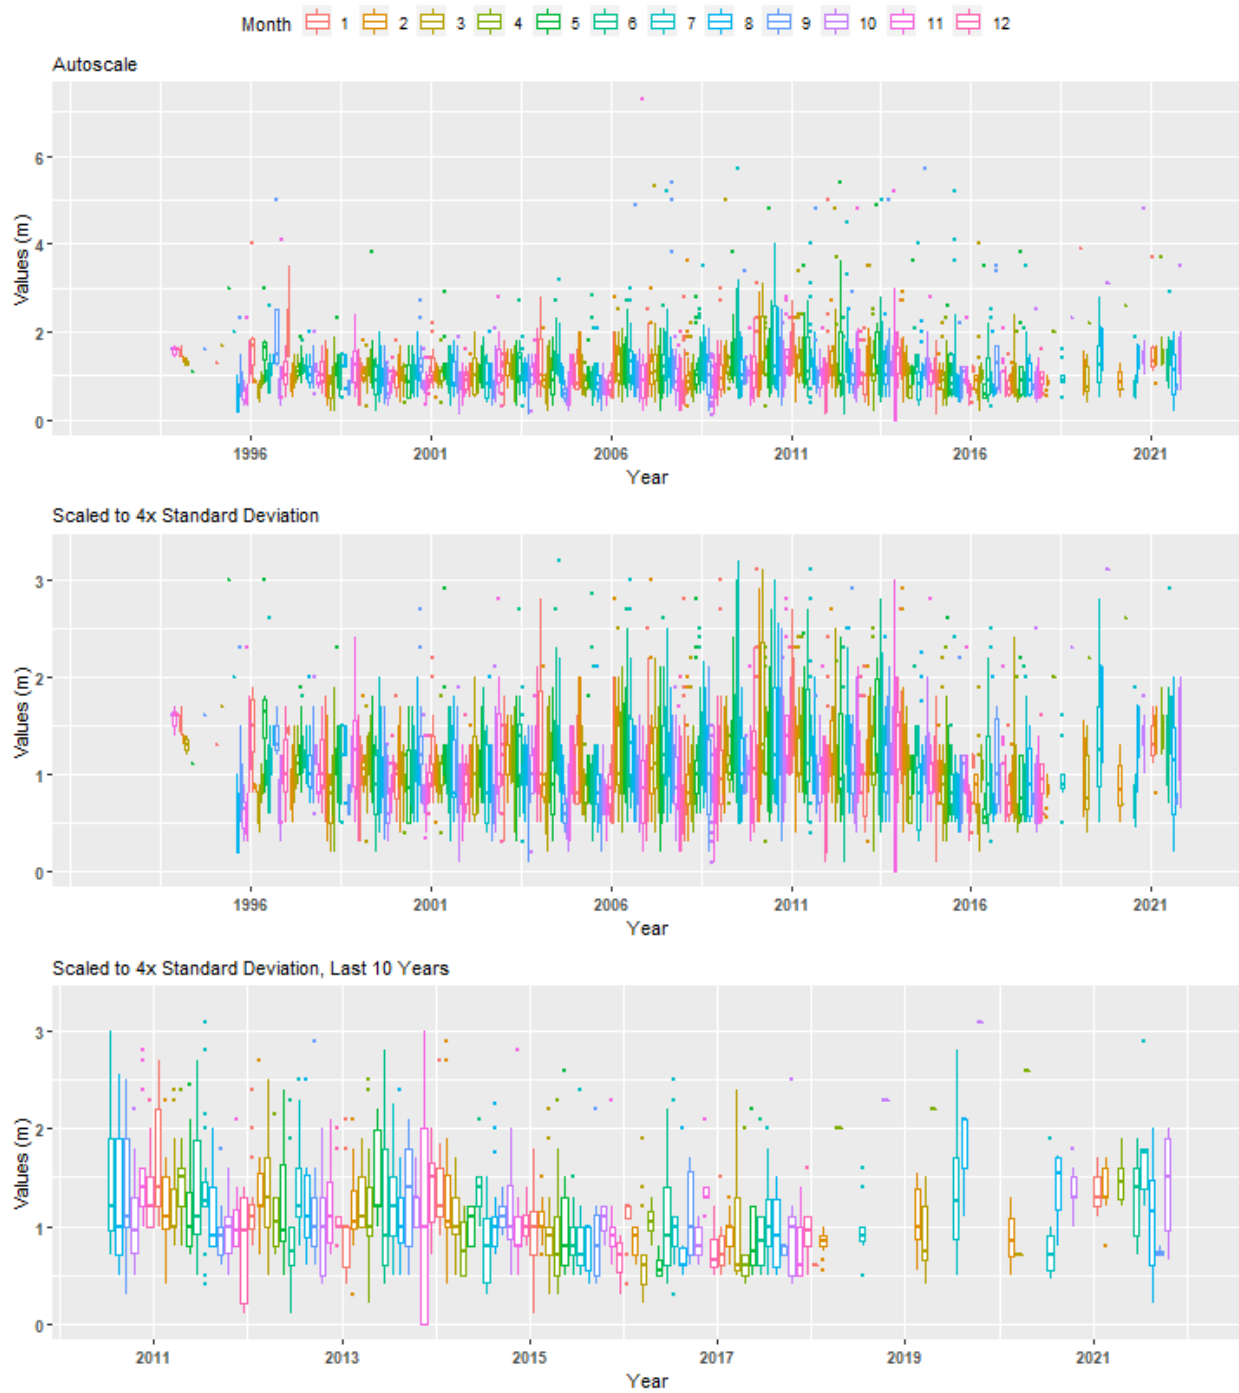 Month 1 2 3 4 5 6 7 8 9 10 11 12
Autoscale
Values (m)
6
4
2
0
1996 2001 2006 2011 2016 2021
Year
Scaled to 4x Standard Deviation
Values (m)
3
2
1
0
1996 2001 2006 2011 2016 2021
Year
Scaled to 4x Standard Deviation, Last 10 Years
Values (m)
3
2
1
0
2011 2013 2015 2017 2019 2021
Year